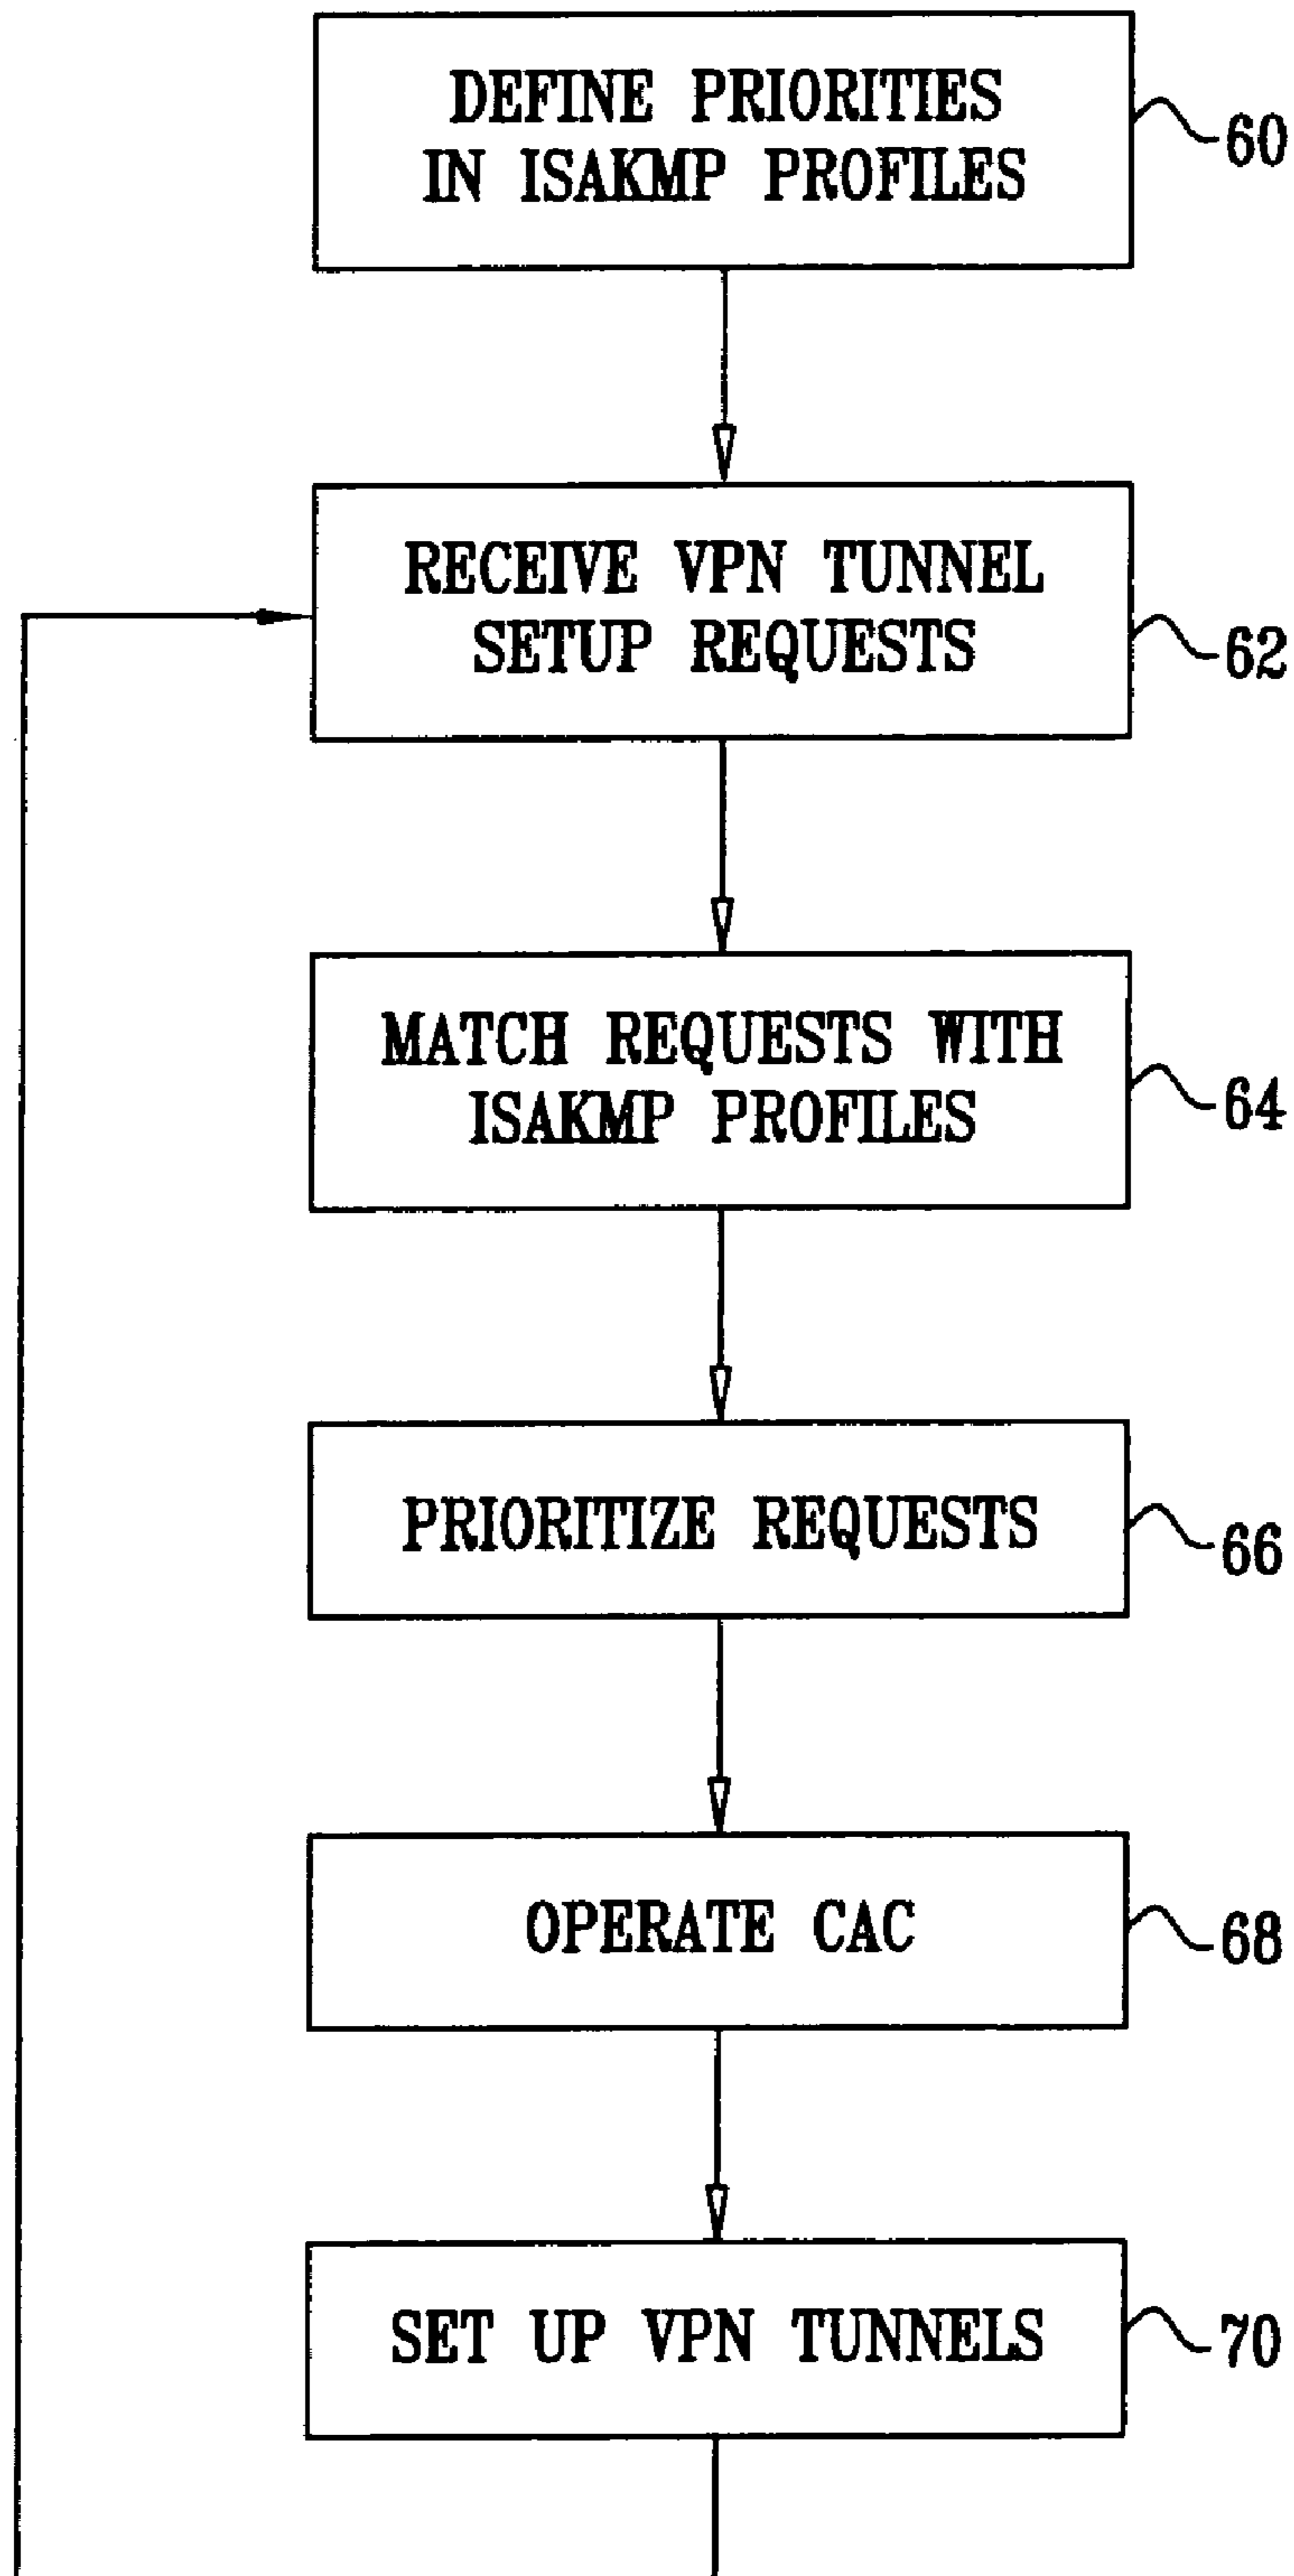 DEFINE PRIORITIES
IN ISAKMP PROFILES
60
RECEIVE VPN TUNNEL
SETUP REQUESTS
62
MATCH REQUESTS WITH
ISAKMP PROFILES
64
PRIORITIZE REQUESTS
66
OPERATE CAC
68
SET UP VPN TUNNELS
70